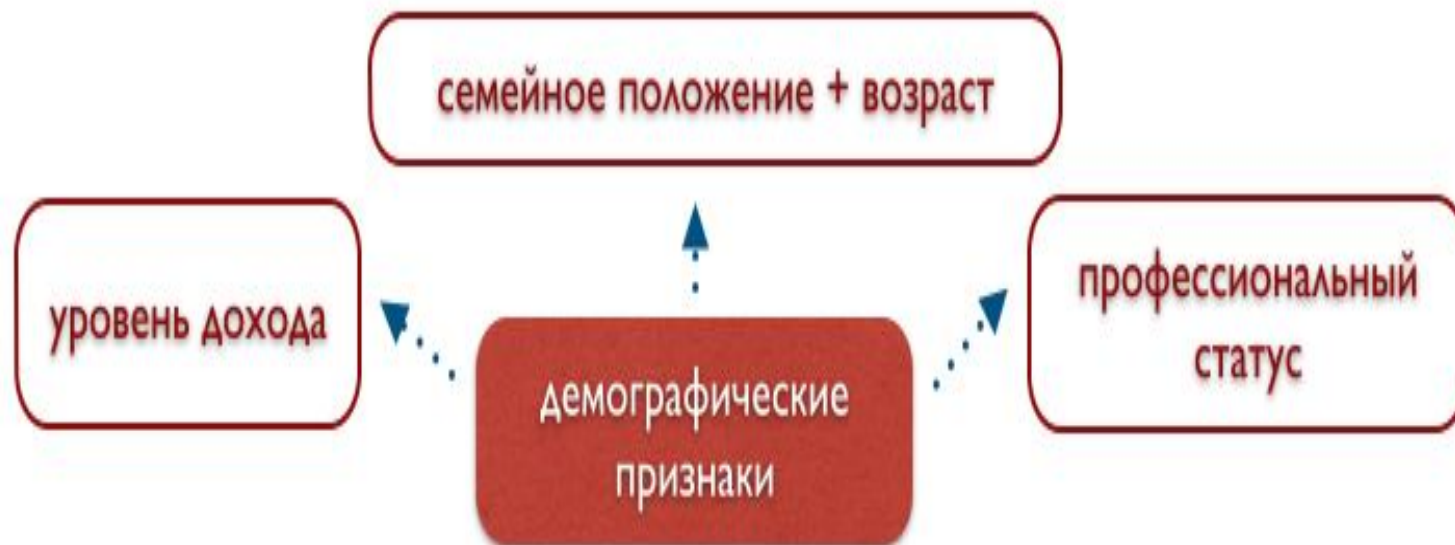 семейное положение + возраст
уровень дохода
профессиональный
статус
демографические
признаки